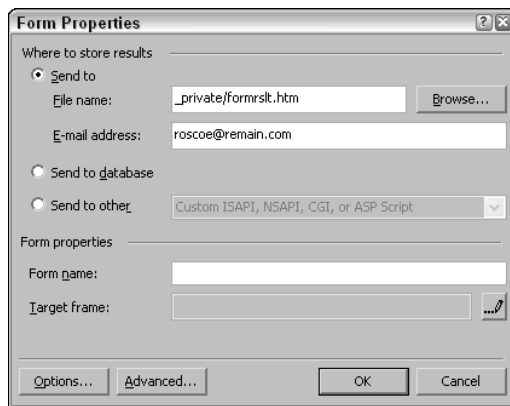 Form Properties
Where to store results
Send to
File name: _private/formrslt.htm Browse...
E-mail address: roscoe@remain.com
Send to database
Send to other Custom ISAPI, NSAPI, CGI, or ASP Script
Form properties
Form name:
Target frame:
Options... Advanced... OK Cancel